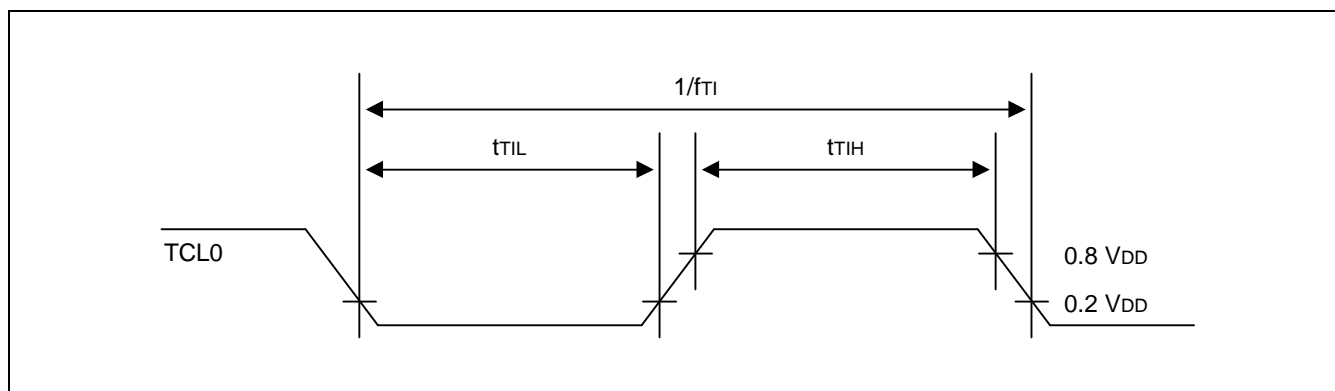 1/fTI
tTIL
tTIH
TCL0
0.8 VDD
0.2 VDD